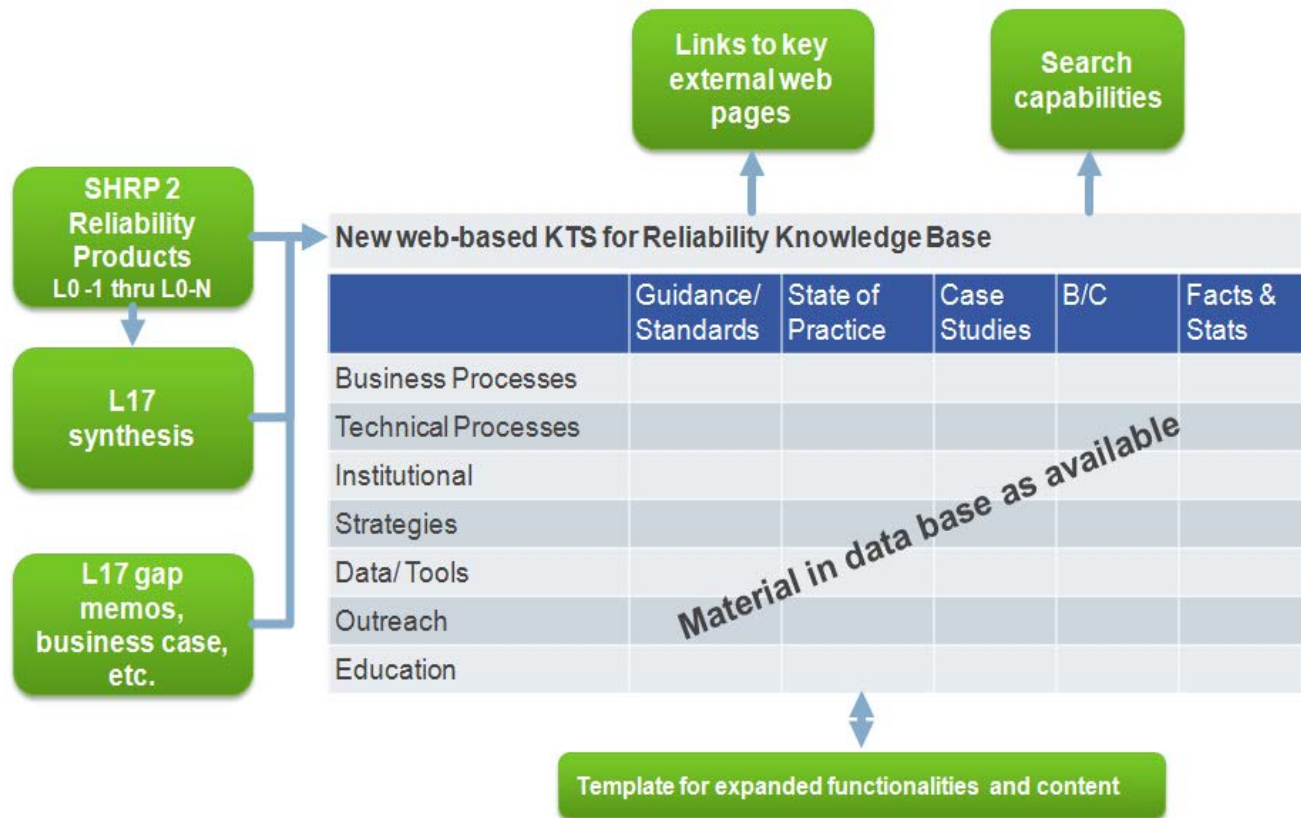 Links to key
external web
pages
Search
capabilities
SHRP 2
Reliability
Products
L0 -1 thru L0-N
L17
synthesis
L17 gap
memos,
business case,
etc.
New web-based KTS for Reliability Knowledge Base
Guidance/
Standards
State of
Practice
Case
Studies
B/C
Facts &
Stats
Business Processes
Technical Processes
Institutional
Strategies
Data/ Tools
Outreach
Education
Material in data base as available
Template for expanded functionalities and content